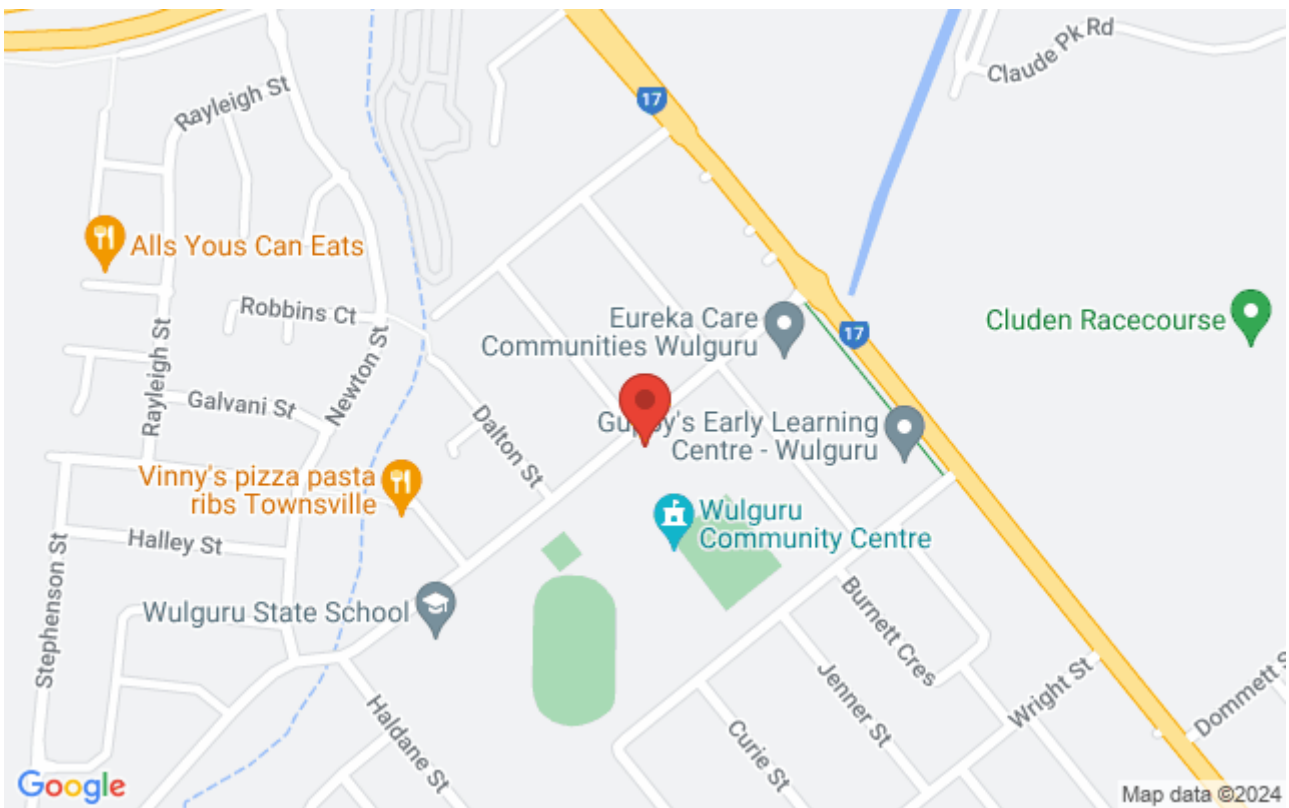 Claude Pk Rd
17
Rayleigh St
Alls Yous Can Eats
Robbins Ct
Eureka Care
Communities Wulguru
Cluden Racecourse
17
Rayleigh St
Newton St
Galvani St
Dalton St
Early Learning
Centre - Wulguru
Vinny's pizza pasta
ribs Townsville
Wulguru
Community Centre
Halley St
Stephenson St
Wulguru State School
Burnett Cres
Jenner St
Wright St
Dommett S
Haldane St
Curie St
Google
Map data ©2024